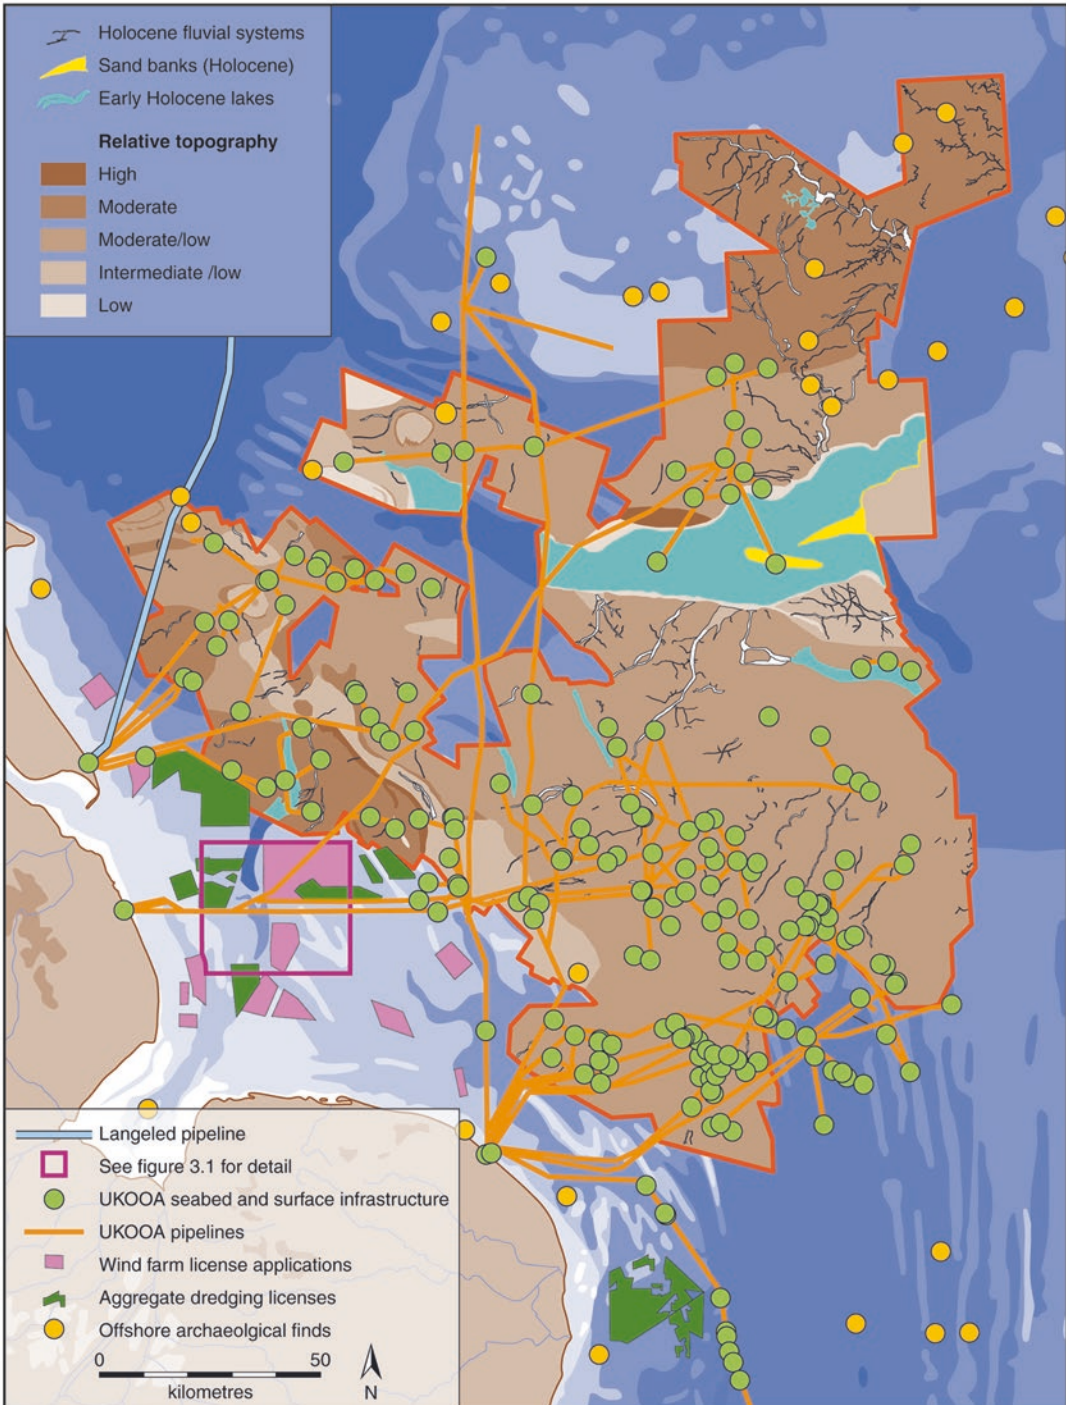 Holocene fluvial systems
Sand banks (Holocene)
Early Holocene lakes
Relative topography
High
Moderate
Moderate/low
Intermediate /low
Low
Langeled pipeline
See figure 3.1 for detail
UKOOA seabed and surface infrastructure
UKOOA pipelines
Wind farm license applications
Aggregate dredging licenses
Offshore archaeolgical finds
0 50
kilometres
N